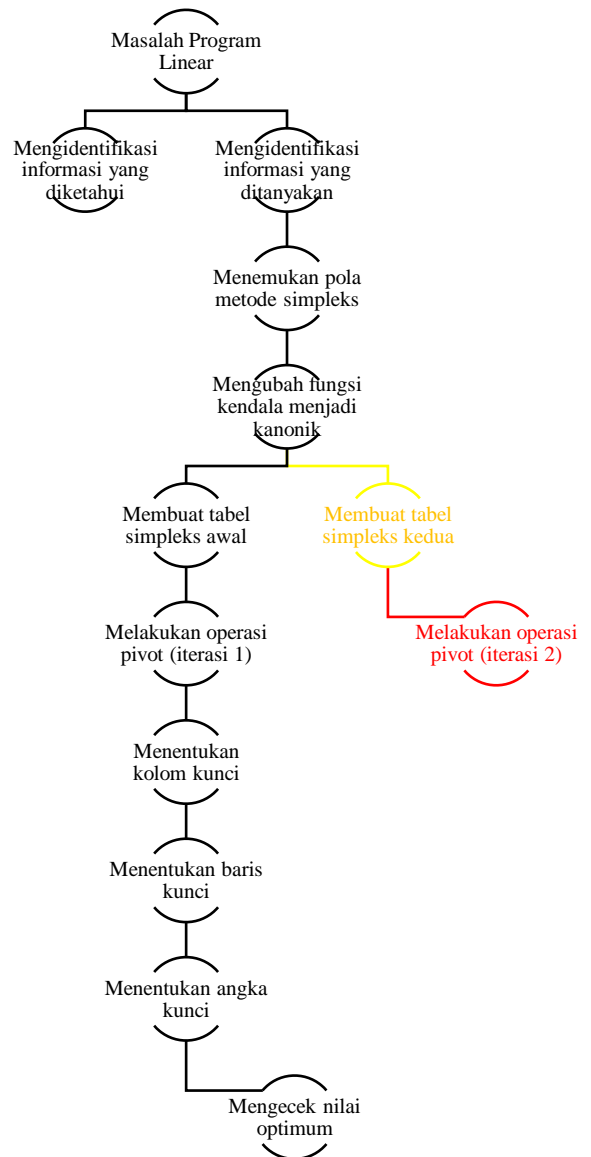 Masalah Program
Linear
Mengidentifikasi
informasi yang
diketahui
Mengidentifikasi
informasi yang
ditanyakan
Menemukan pola
metode simpleks
Mengubah fungsi
kendala menjadi
kanonik
Membuat tabel
simpleks awal
Membuat tabel
simpleks kedua
Melakukan operasi
pivot (iterasi 1)
Melakukan operasi
pivot (iterasi 2)
Menentukan
kolom kunci
Menentukan baris
kunci
Menentukan angka
kunci
Mengecek nilai
optimum